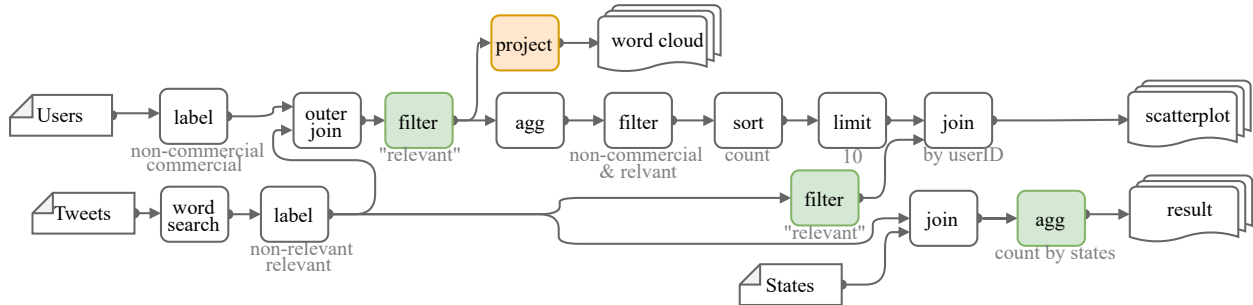 project
word cloud
Users
label
non-commercial
commercial
outer
join
filter
"relevant"
agg
filter
non-commercial
& relvant
sort
count
limit
10
join
by userID
scatterplot
Tweets
word
search
label
non-relevant
relevant
filter
"relevant"
join
agg
count by states
result
States